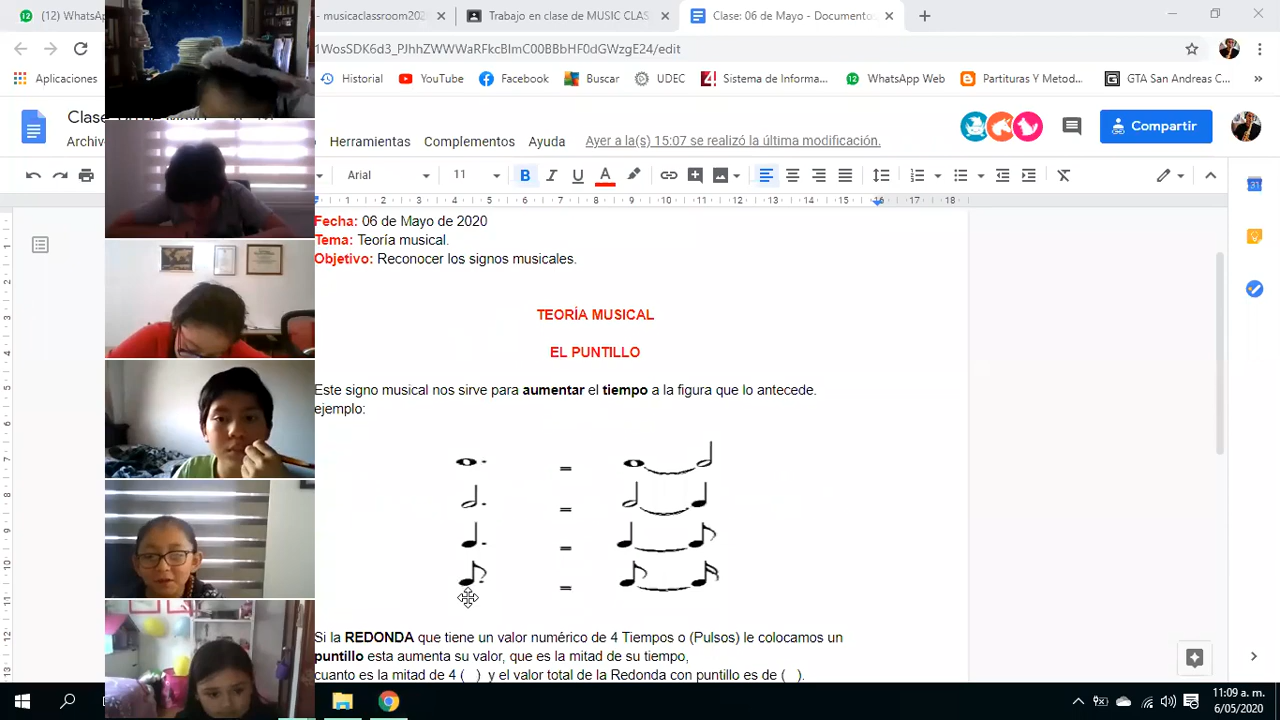 (12) WhatsApp
- musicaclassroom202
Trabajo en clase de MUSIC CLAS
Clase: 06 de Mayo - Documento
Aplicaciones
Historial
YouTube
Facebook
Buscar
UDEC
Sistema de Informa...
WhatsApp Web
Partituras Y Metod...
GTA San Andreas C...
Archivo
Herramientas
Complementos
Ayuda
Ayer a la(s) 15:07 se realizó la última modificación.
Compartir
Arial
11
Fecha: 06 de Mayo de 2020
Tema: Teoría musical
Objetivo: Reconocer los signos musicales.
TEORÍA MUSICAL
EL PUNTILLO
Este signo musical nos sirve para aumentar el tiempo a la figura que lo antecede.
ejemplo:
=
=
=
=
Si la REDONDA que tiene un valor numérico de 4 Tiempos o (Pulsos) le colocamos un
puntillo esta aumenta su valor, que es la mitad de su tiempo,
cuanto es la mitad de 4 ( ) y el valor total de la Redonda con puntillo es de ( )
11:09 a. m.
6/05/2020